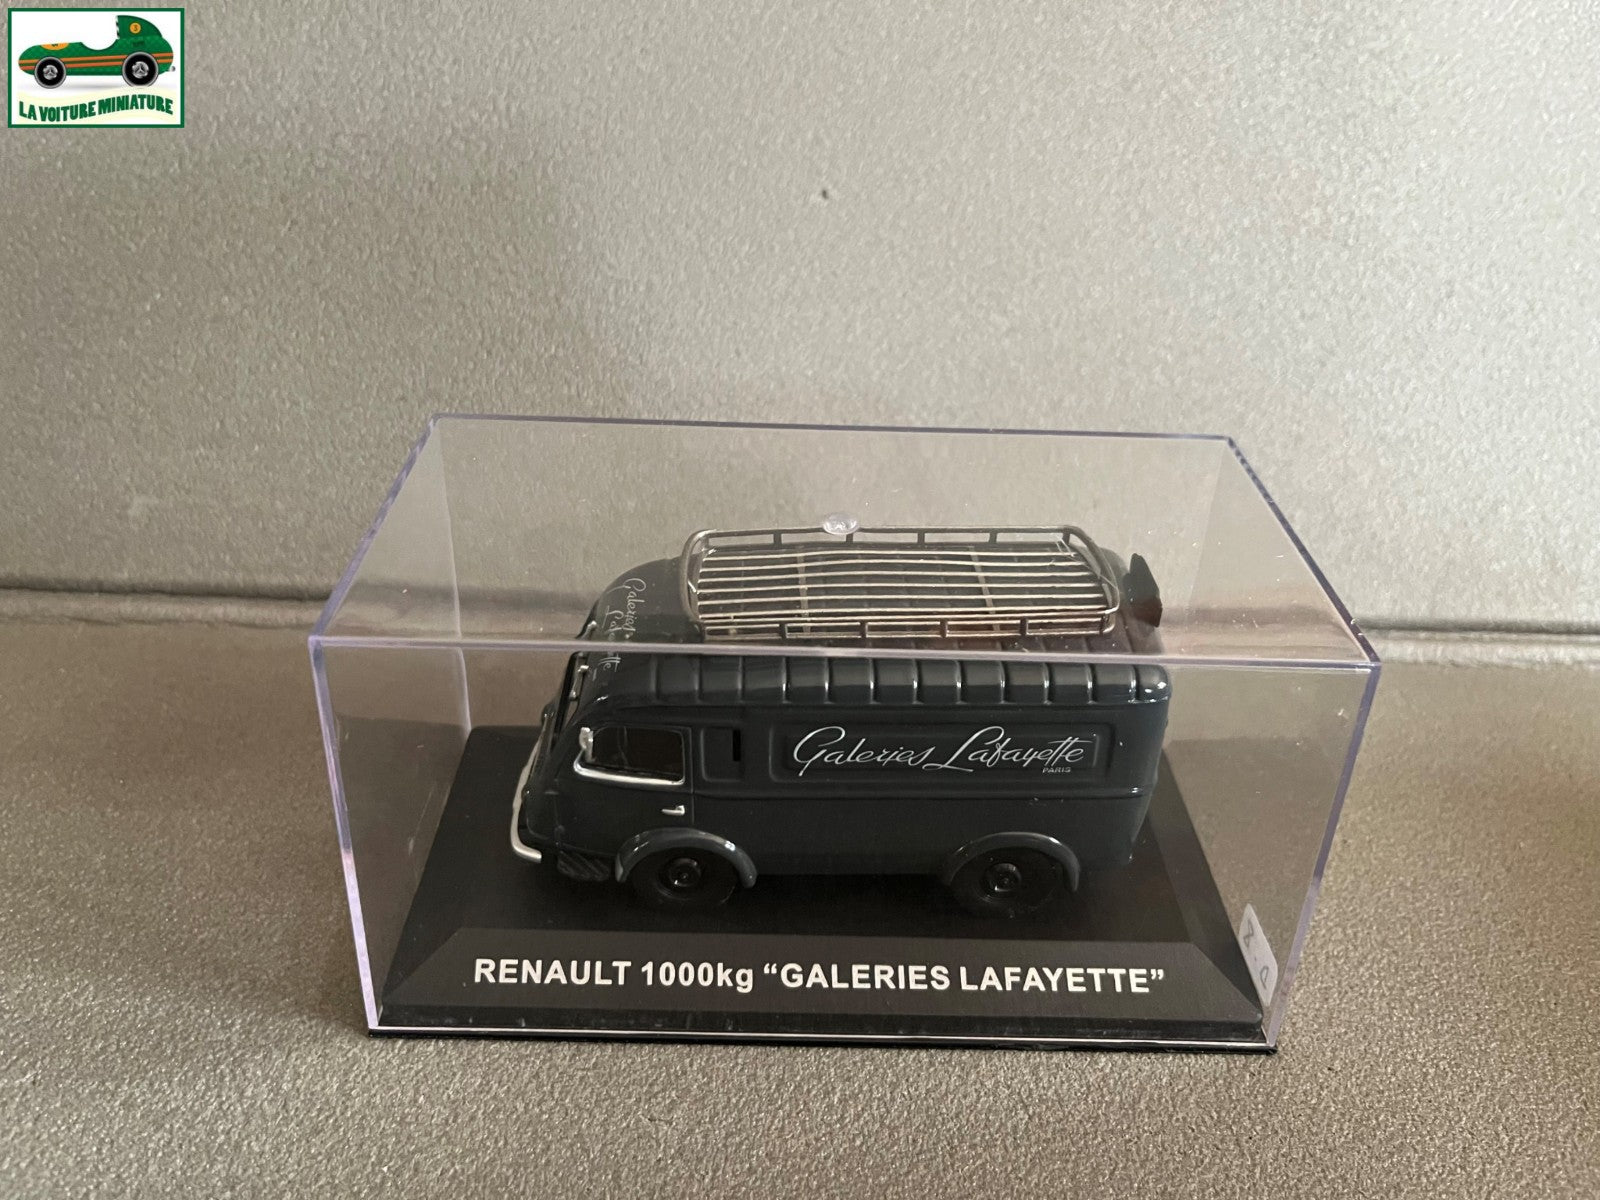 LA VOITURE MINIATURE
Galeries Lafayette
Galeries Lafayette
PARIS
RENAULT 1000kg “GALERIES LAFAYETTE”